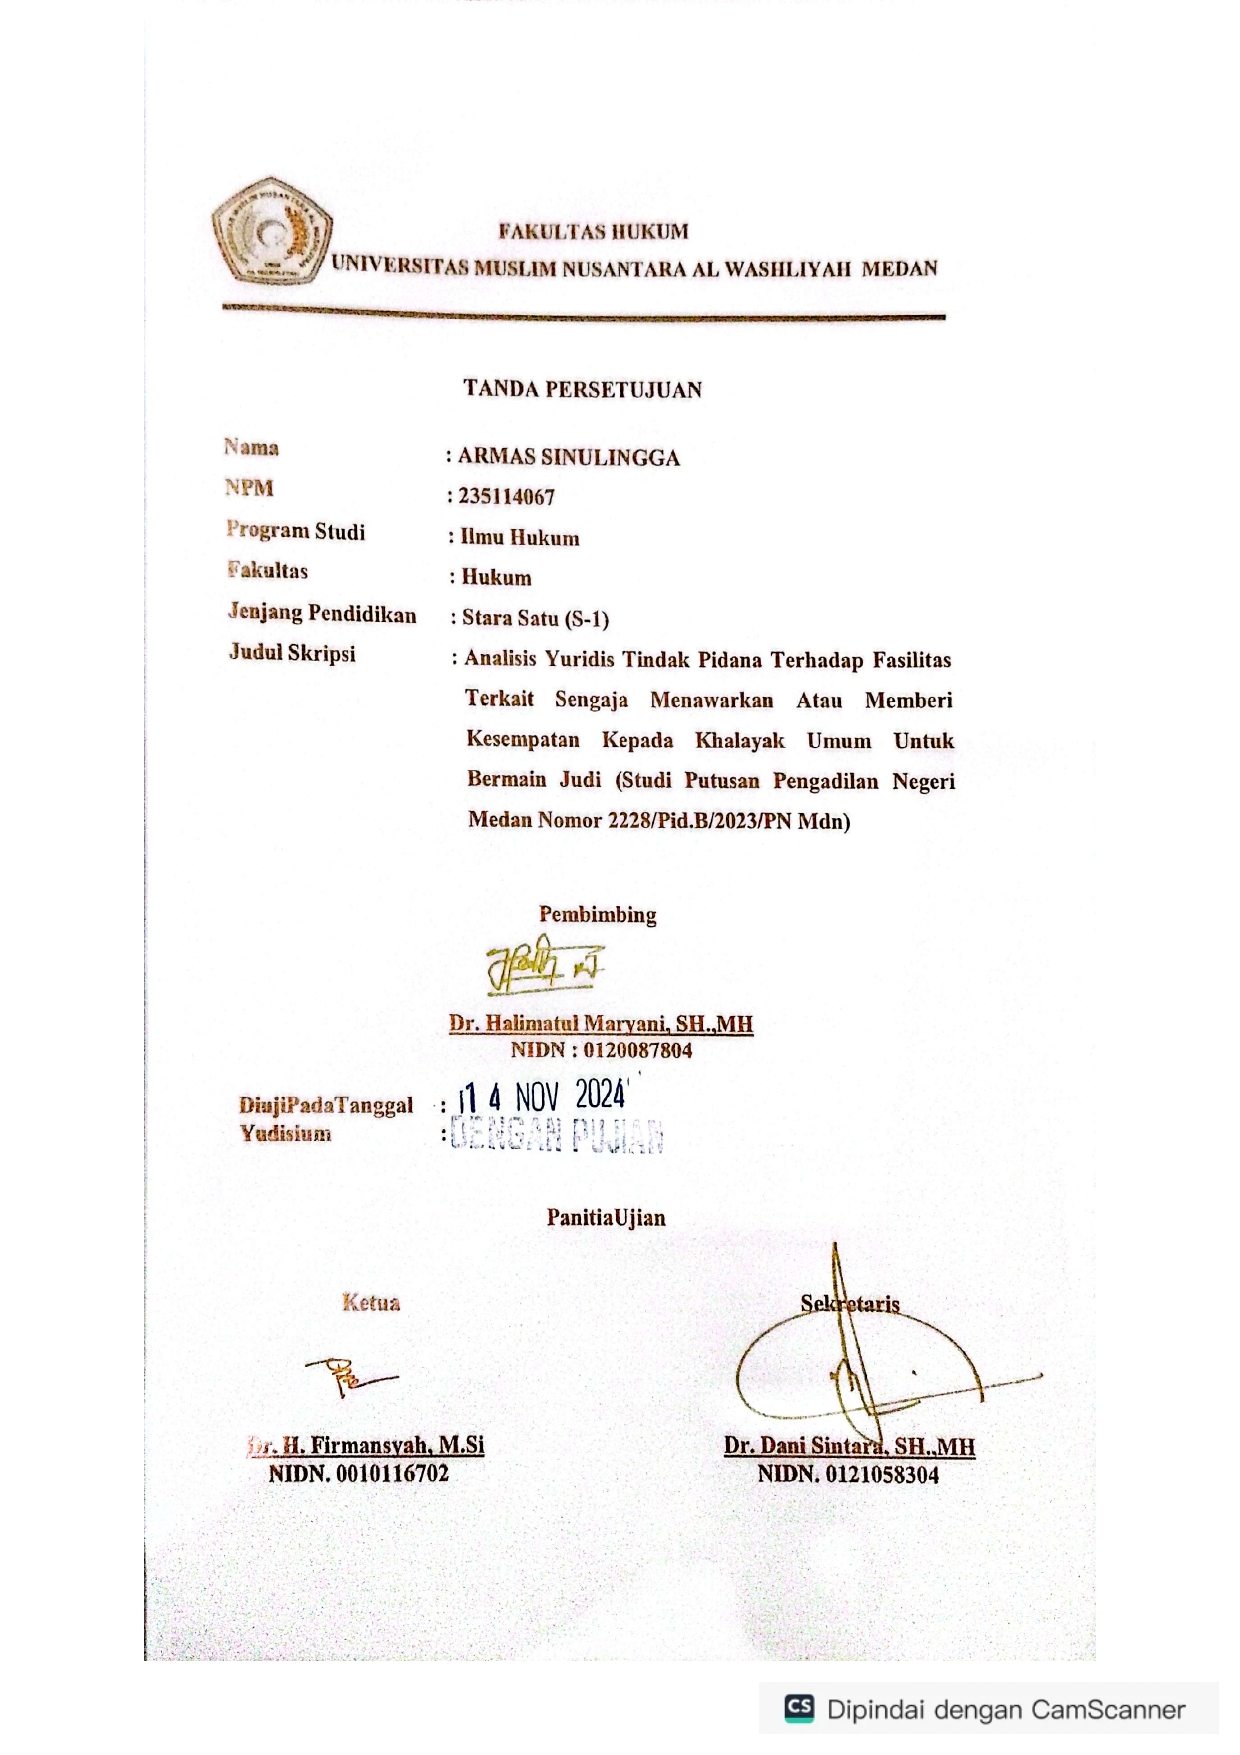 FAKULTAS HUKUM
UNIVERSITAS MUSLIM NUSANTARA AL WASHLIYAH MEDAN
TANDA PERSETUJUAN
Nama : ARMAS SINULINGGA
NPM : 235114067
Program Studi : Ilmu Hukum
Fakultas : Hukum
Jenjang Pendidikan : Stara Satu (S-1)
Judul Skripsi : Analisis Yuridis Tindak Pidana Terhadap Fasilitas
Terkait Sengaja Menawarkan Atau Memberi
Kesempatan Kepada Khalayak Umum Untuk
Bermain Judi (Studi Putusan Pengadilan Negeri
Medan Nomor 2228/Pid.B/2023/PN Mdn)
Pembimbing
Dr. Halimatul Maryani, SH.,MH
NIDN : 0120087804
DiujiPadaTanggal : 14 NOV 2024
Yudisium : DENGAN PUJIAN
PanitiaUjian
Ketua Sekretaris
Dr. H. Firmansyah, M.Si Dr. Dani Sintara, SH.,MH
NIDN. 0010116702 NIDN. 0121058304
CS Dipindai dengan CamScanner